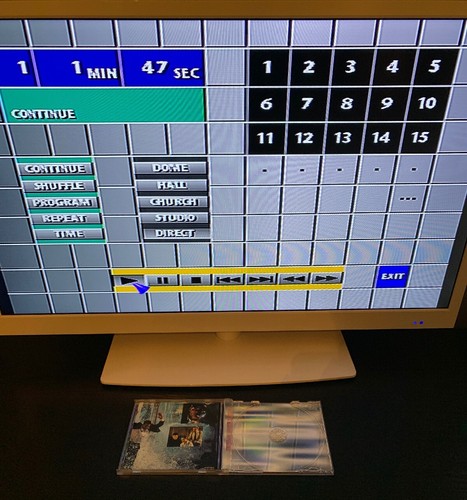 1 1 MIN 47 SEC
CONTINUE
1 2 3 4 5
6 7 8 9 10
11 12 13 14 15
CONTINUE
SHUFFLE
PROGRAM
REPEAT
TIME
DOME
HALL
CHURCH
STUDIO
DIRECT
EXIT